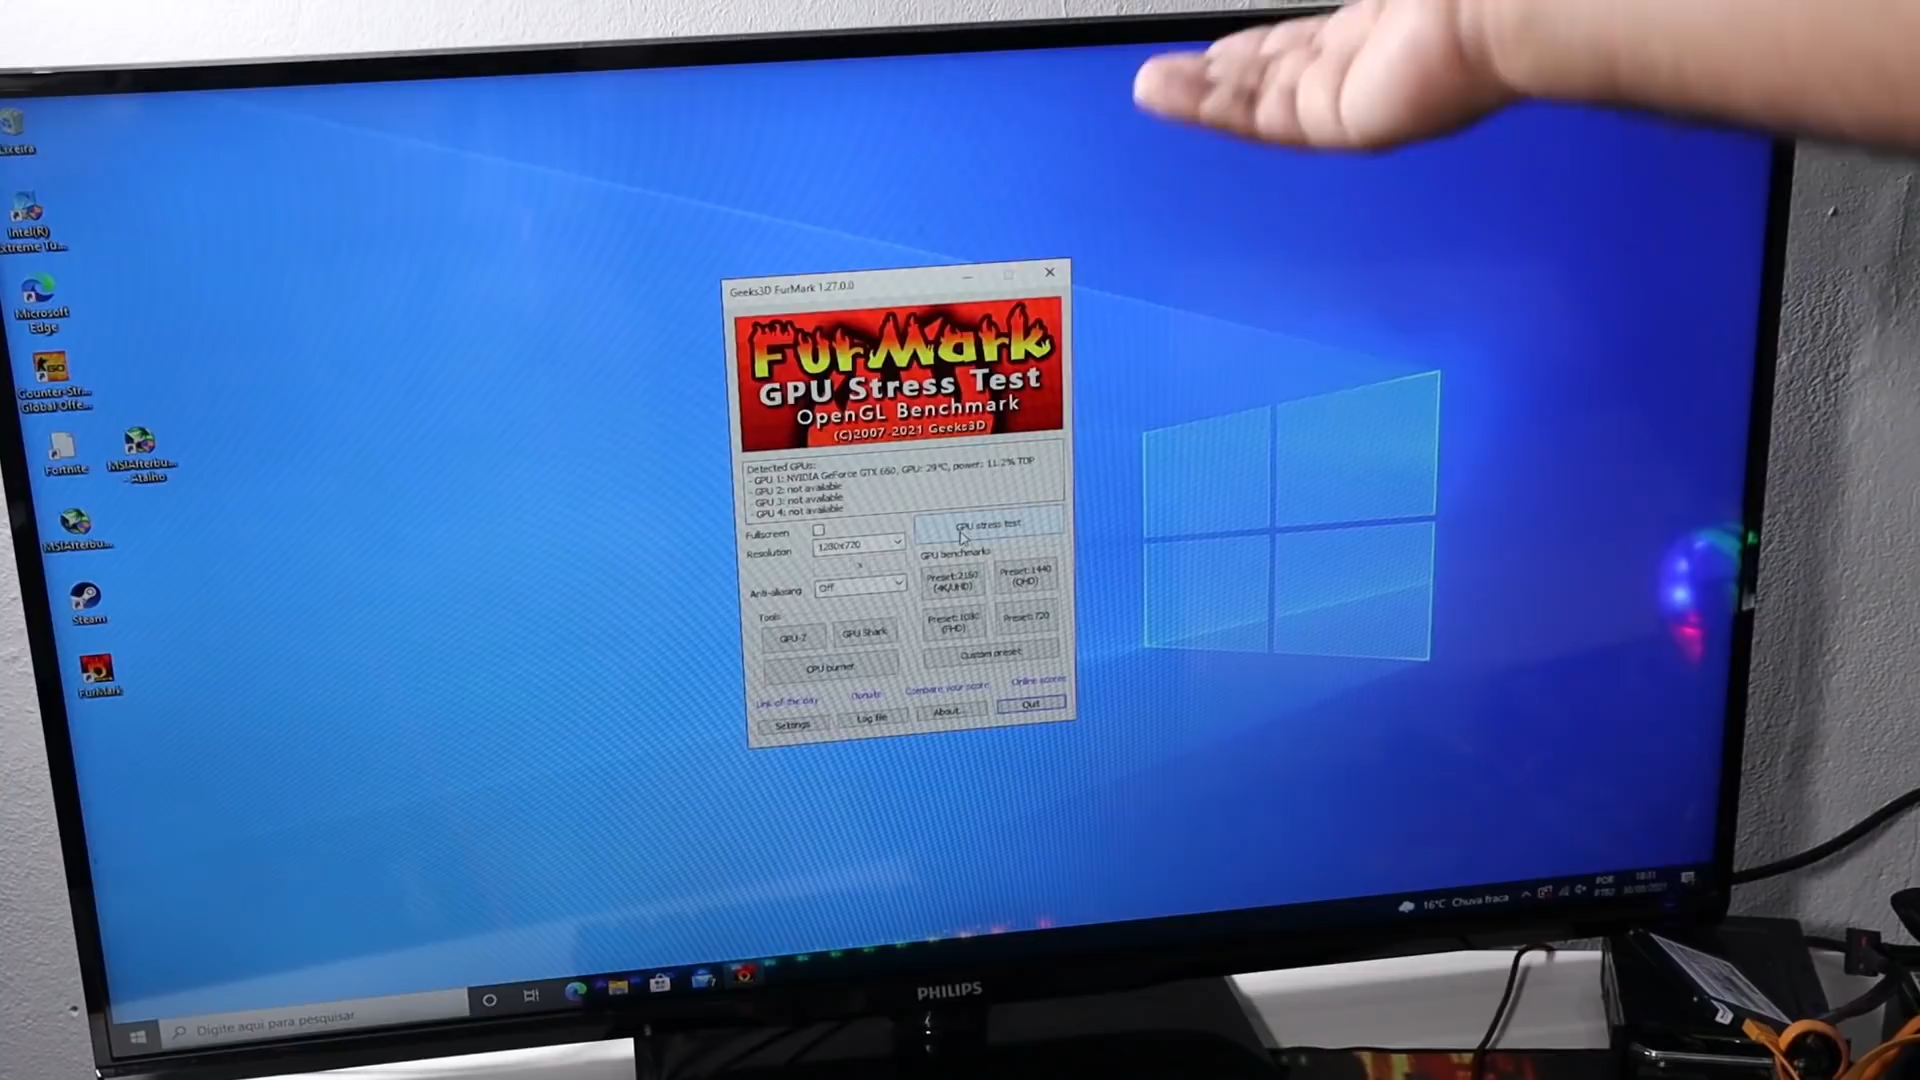 Lixeira
Intel(R)
Extreme Tu...
Microsoft
Edge
Counter-Str...
Global Offe...
Fortnite
MSIAfterbu...
- Atalho
MSIAfterbu...
Steam
FurMark
Geeks3D FurMark 1.27.0.0
FurMark
GPU Stress Test
OpenGL Benchmark
(C)2007-2021 Geeks3D
Detected GPUs:
- GPU 1: NVIDIA GeForce GTX 660, GPU: 29°C, power: 11.2% TDP
- GPU 2: not available
- GPU 3: not available
- GPU 4: not available
Fullscreen
Resolution
1280x720
x
Anti-aliasing
Off
GPU stress test
GPU benchmarks
Preset:2160
(4K/UHD)
Preset:1440
(QHD)
Preset:1080
(FHD)
Preset:720
Custom preset
Tools
GPU-Z
GPU Shark
CPU burner
Link of the day
Donate
Compare your score
Online scores
Settings
Log file
About...
Quit
Digite aqui para pesquisar
16°C Chuva fraca
POR
PTB2
PHILIPS